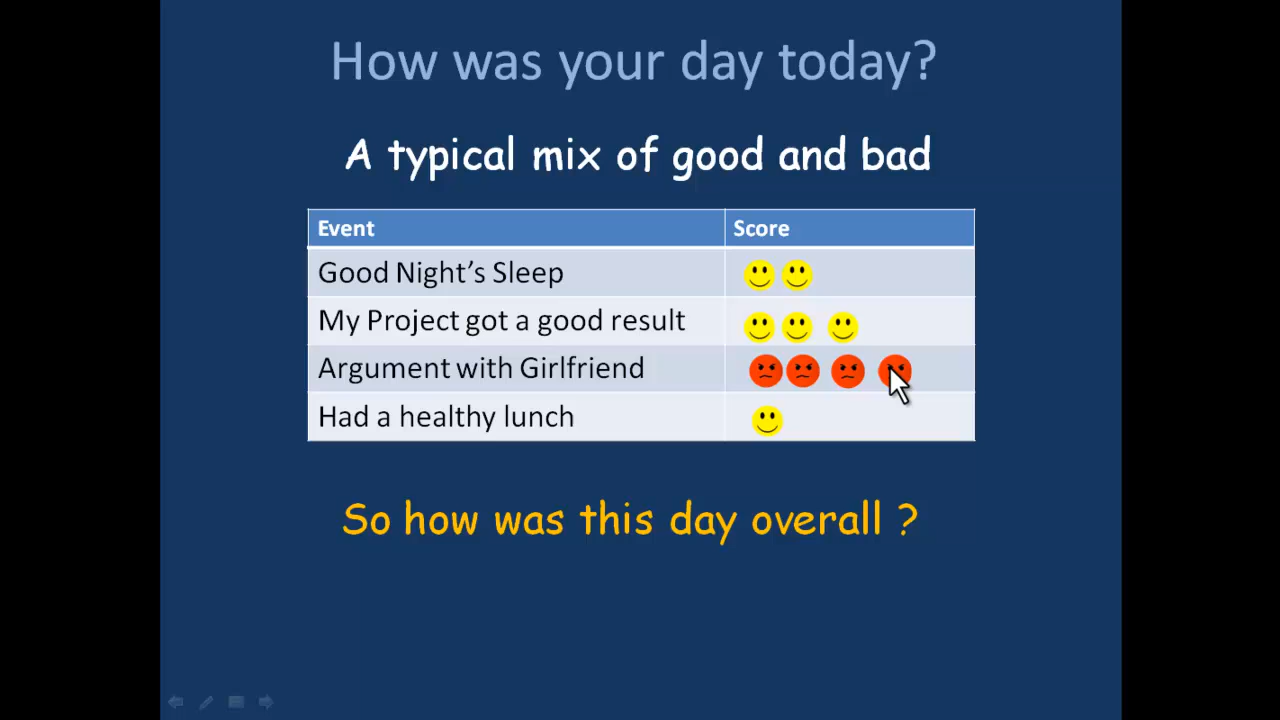 How was your day today?
A typical mix of good and bad
Event Score
Good Night's Sleep
My Project got a good result
Argument with Girlfriend
Had a healthy lunch
So how was this day overall ?